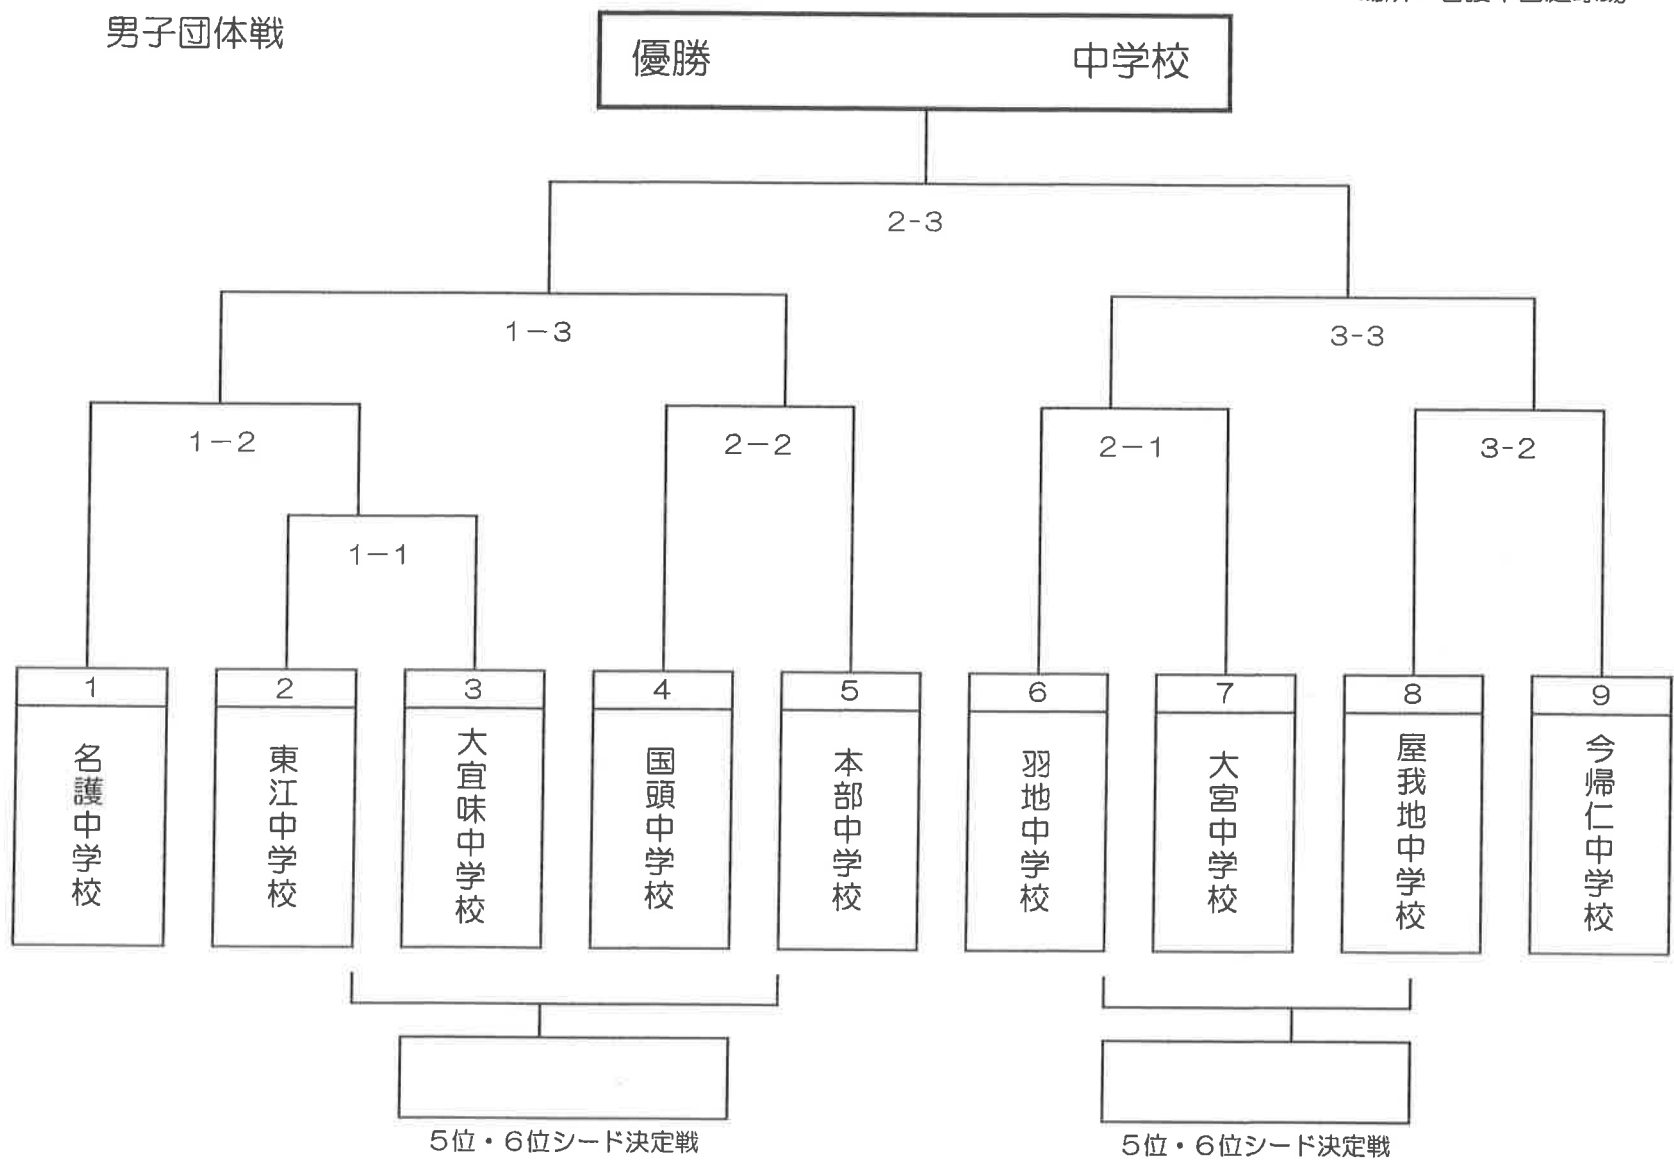 男子団体戦
優勝 中学校
2-3
1－3
3-3
1－2
2－2
2－1
3-2
1－1
1
2
3
4
5
6
7
8
9
名護中学校
東江中学校
大宜味中学校
国頭中学校
本部中学校
羽地中学校
大宮中学校
屋我地中学校
今帰仁中学校
5位・6位シード決定戦
5位・6位シード決定戦